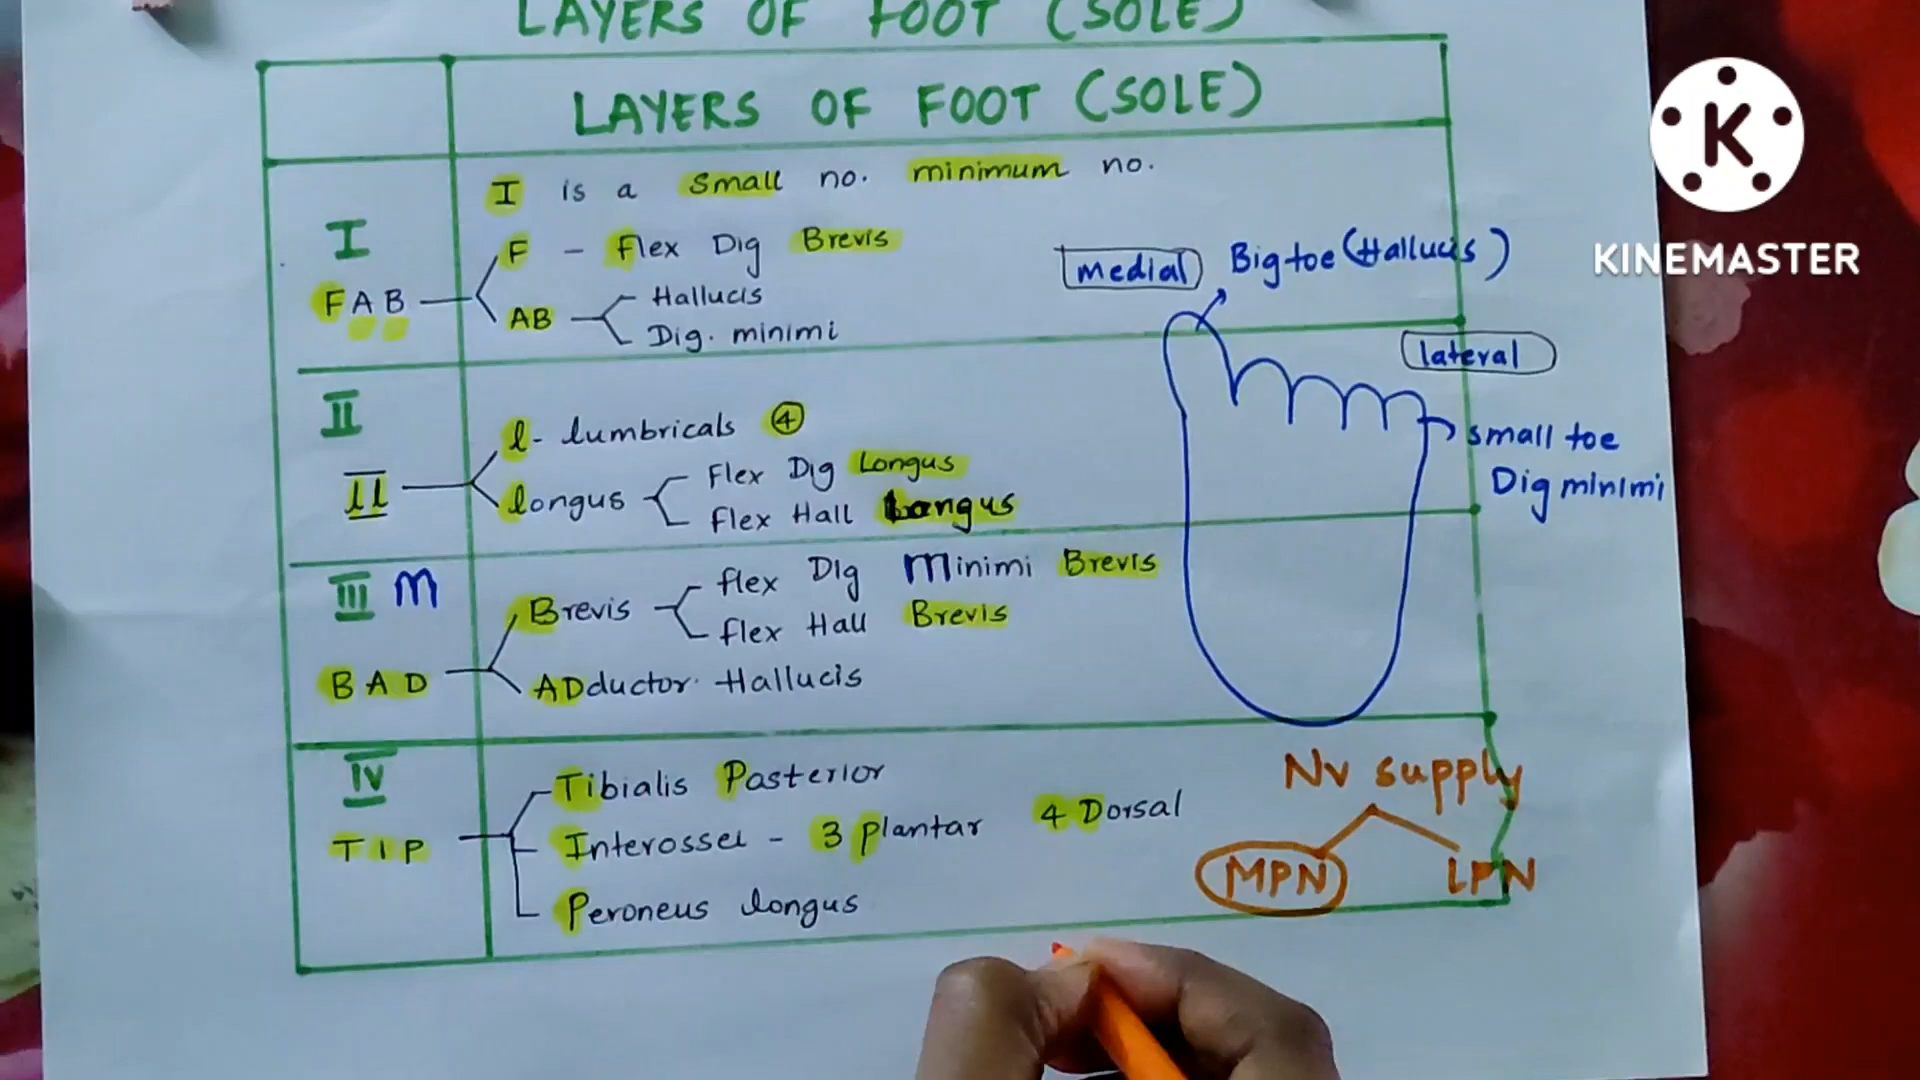 LAYERS OF FOOT (SOLE)
LAYERS OF FOOT (SOLE)
I is a small no. minimum no.
I
FAB
F - Flex Dig Brevis
AB
Hallucis
Dig. minimi
II
ll
l- lumbricals 4
longus
Flex Dig Longus
Flex Hall Longus
III m
BAD
Brevis
flex Dig Minimi Brevis
flex Hall Brevis
ADductor Hallucis
IV
TIP
Tibialis Posterior
Interossei - 3 plantar 4 Dorsal
Peroneus longus
medial
Big toe (Hallucis)
lateral
small toe
Dig minimi
Nv supply
MPN
LPN
K
KINEMASTER